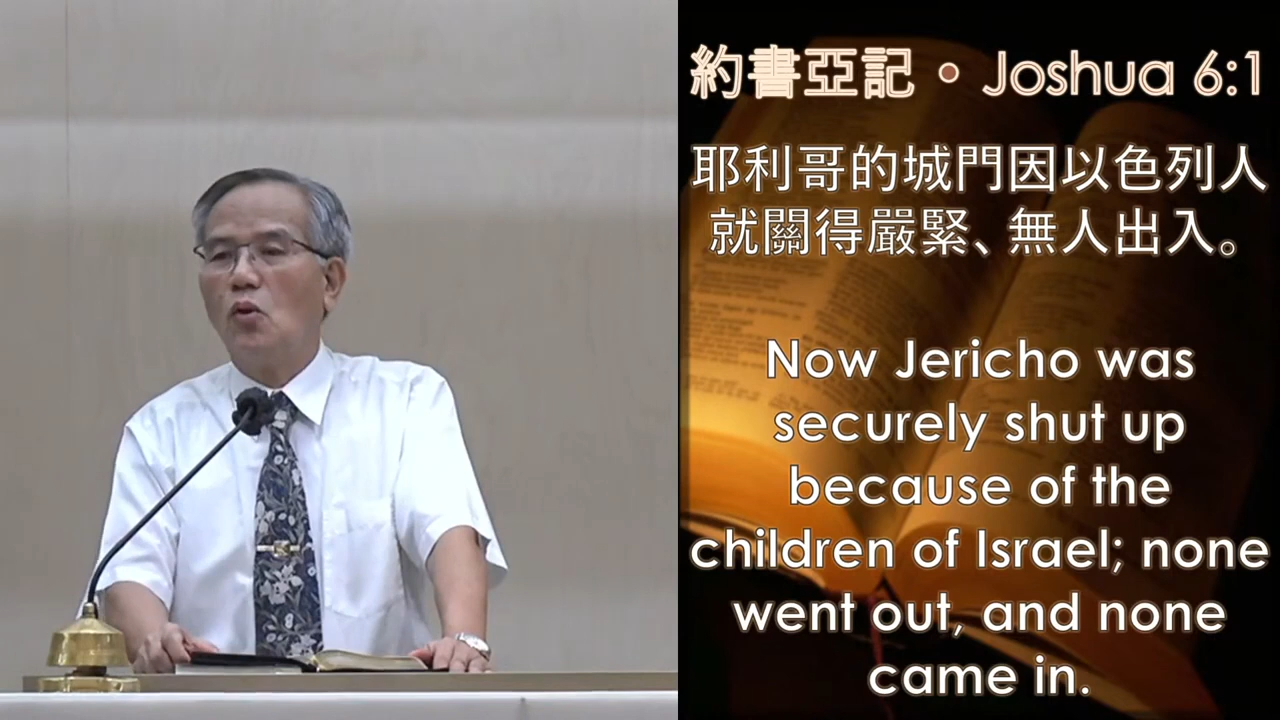 約書亞記 • Joshua 6:1
耶利哥的城門因以色列人
就關得嚴緊、無人出入。
Now Jericho was
securely shut up
because of the
children of Israel; none
went out, and none
came in.